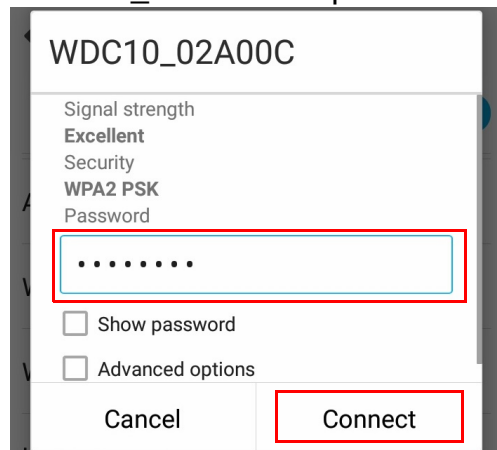 WDC10_02A00C
Signal strength
Excellent
Security
WPA2 PSK
Password
••••••••
Show password
Advanced options
Cancel
Connect